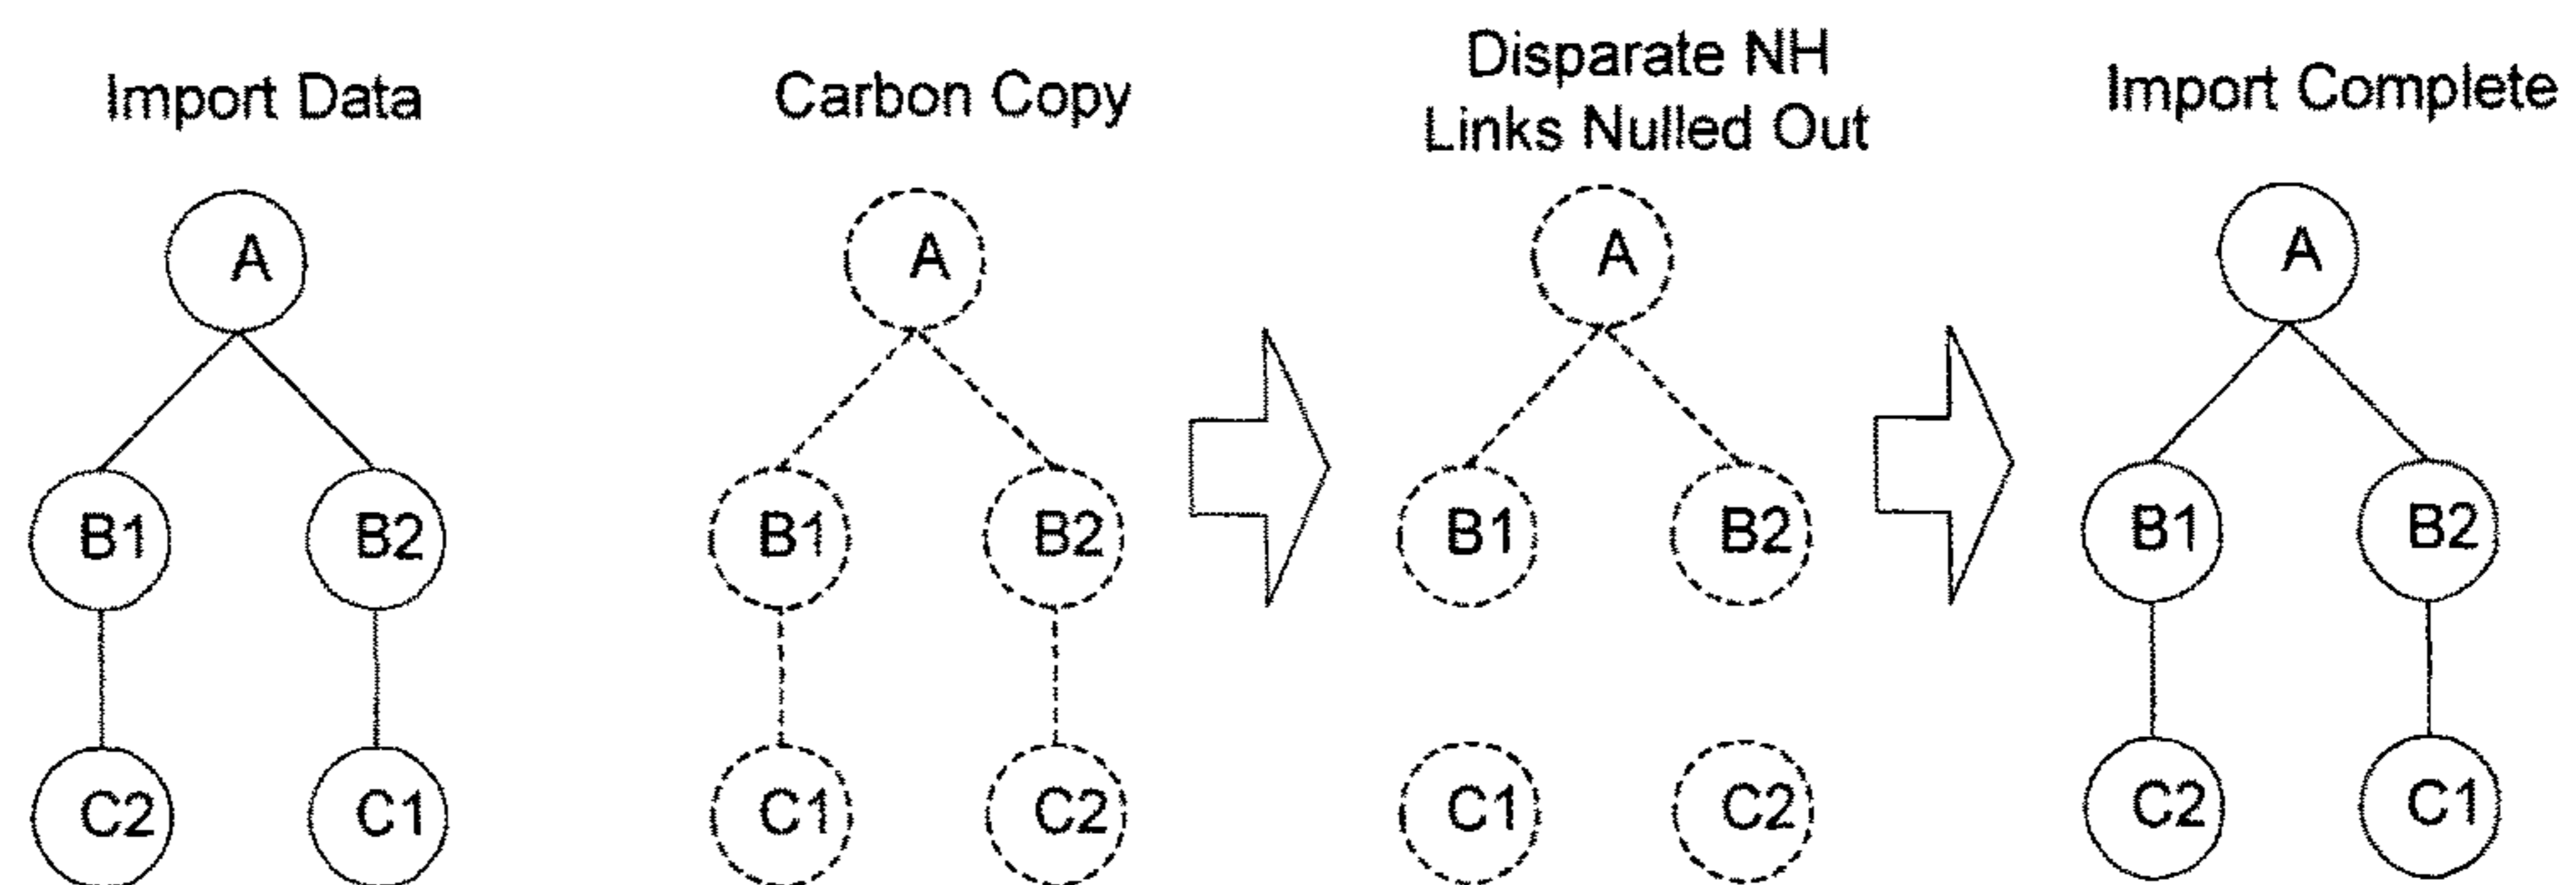 Import Data
Carbon Copy
Disparate NH
Links Nulled Out
Import Complete
A
A
A
A
B1
B2
B1
B2
B1
B2
B1
B2
C2
C1
C1
C2
C1
C2
C2
C1